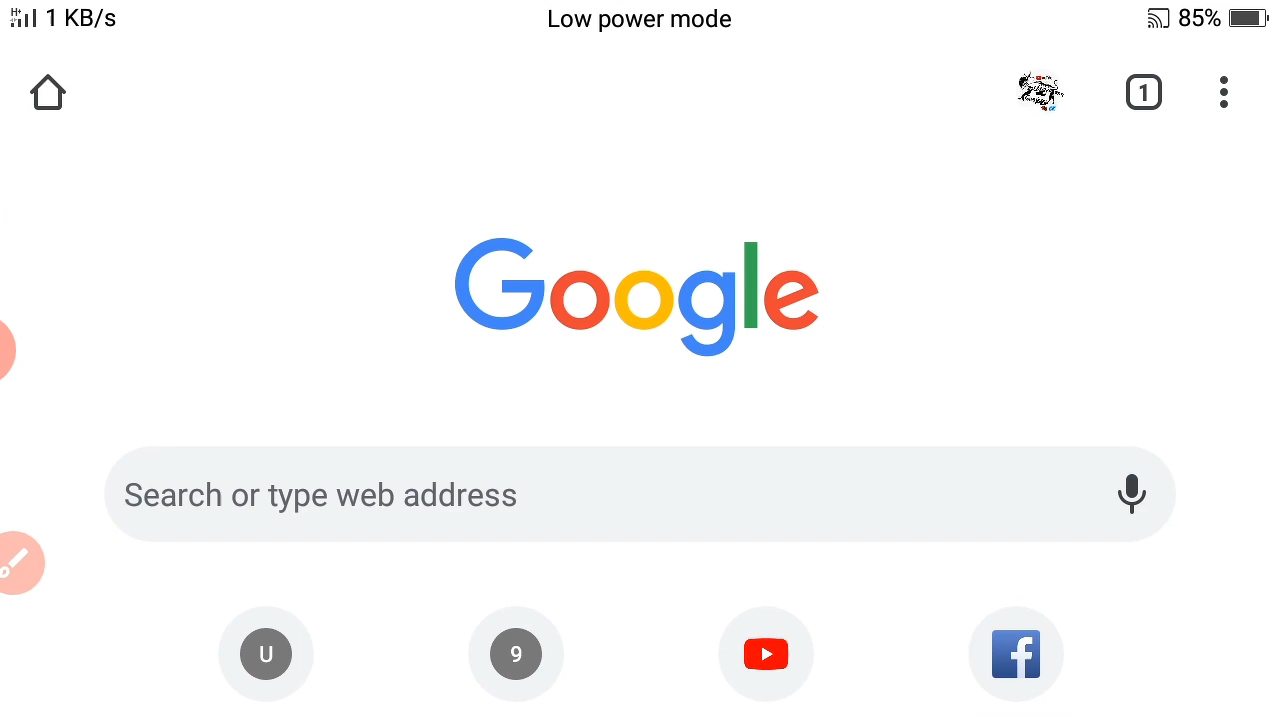 H+ 1 KB/s Low power mode 85%
1
Google
Search or type web address
U 9